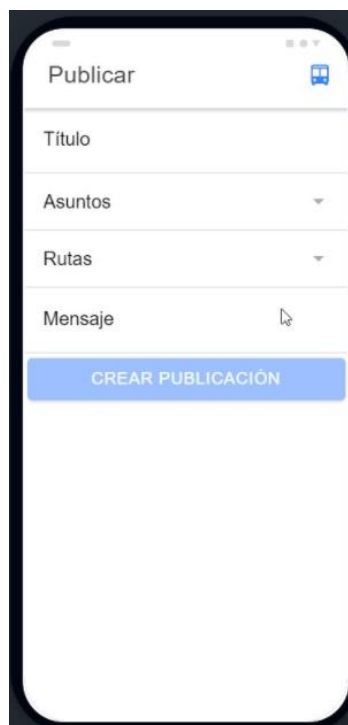 Publicar
Título
Asuntos
Rutas
Mensaje
CREAR PUBLICACIÓN